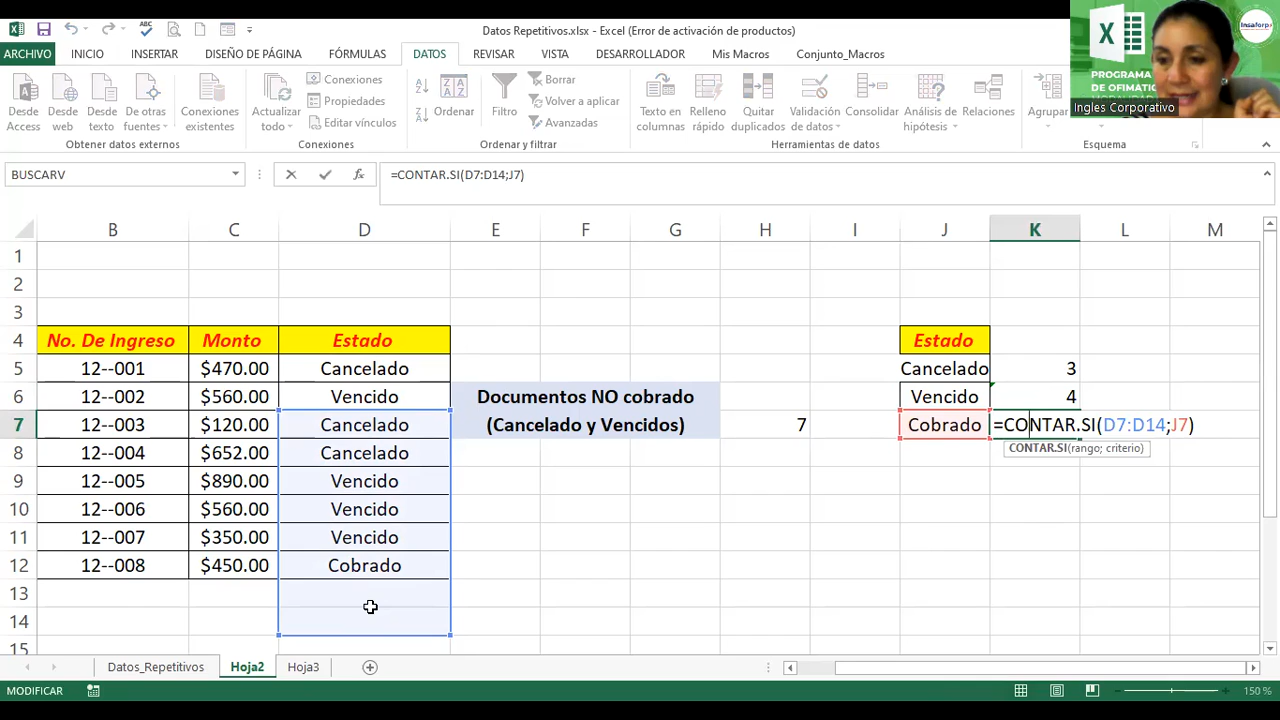 Datos Repetitivos.xlsx - Excel (Error de activación de productos)
ABC
ARCHIVO INICIO INSERTAR DISEÑO DE PÁGINA FÓRMULAS DATOS REVISAR VISTA DESARROLLADOR Mis Macros Conjunto_Macros
Insaforp
X
PROGRAMA
DE OFIMATIC
Ingles Corporativo
Desde Access
Desde web
Desde texto
De otras fuentes
Conexiones existentes
Obtener datos externos
Actualizar todo
Conexiones
Propiedades
Editar vínculos
Conexiones
Ordenar
Filtro
Borrar
Volver a aplicar
Avanzadas
Ordenar y filtrar
Texto en columnas
Relleno rápido
Quitar duplicados
Validación de datos
Consolidar
Análisis de hipótesis
Relaciones
Herramientas de datos
Agrupar
Esquema
BUSCARV fx =CONTAR.SI(D7:D14;J7)
B C D E F G H I J K L M
1
2
3
4 No. De Ingreso Monto Estado Estado
5 12--001 $470.00 Cancelado Cancelado 3
6 12--002 $560.00 Vencido Documentos NO cobrado Vencido 4
7 12--003 $120.00 Cancelado (Cancelado y Vencidos) 7 Cobrado =CONTAR.SI(D7:D14;J7)
CONTAR.SI(rango; criterio)
8 12--004 $652.00 Cancelado
9 12--005 $890.00 Vencido
10 12--006 $560.00 Vencido
11 12--007 $350.00 Vencido
12 12--008 $450.00 Cobrado
13
14
15
Datos_Repetitivos Hoja2 Hoja3
MODIFICAR 150 %